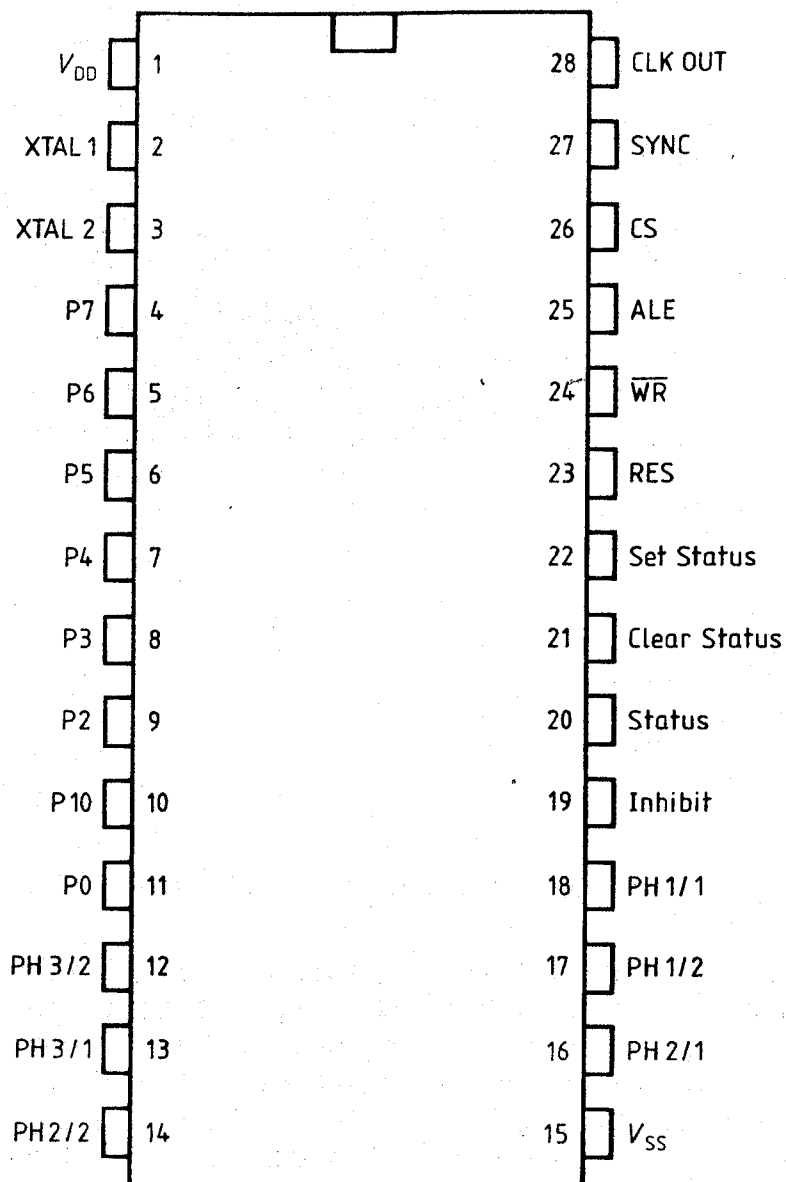 V_DD 1 28 CLK OUT
XTAL 1 2 27 SYNC
XTAL 2 3 26 CS
P7 4 25 ALE
P6 5 24 W̅R̅
P5 6 23 RES
P4 7 22 Set Status
P3 8 21 Clear Status
P2 9 20 Status
P10 10 19 Inhibit
P0 11 18 PH 1/1
PH 3/2 12 17 PH 1/2
PH 3/1 13 16 PH 2/1
PH 2/2 14 15 V_SS